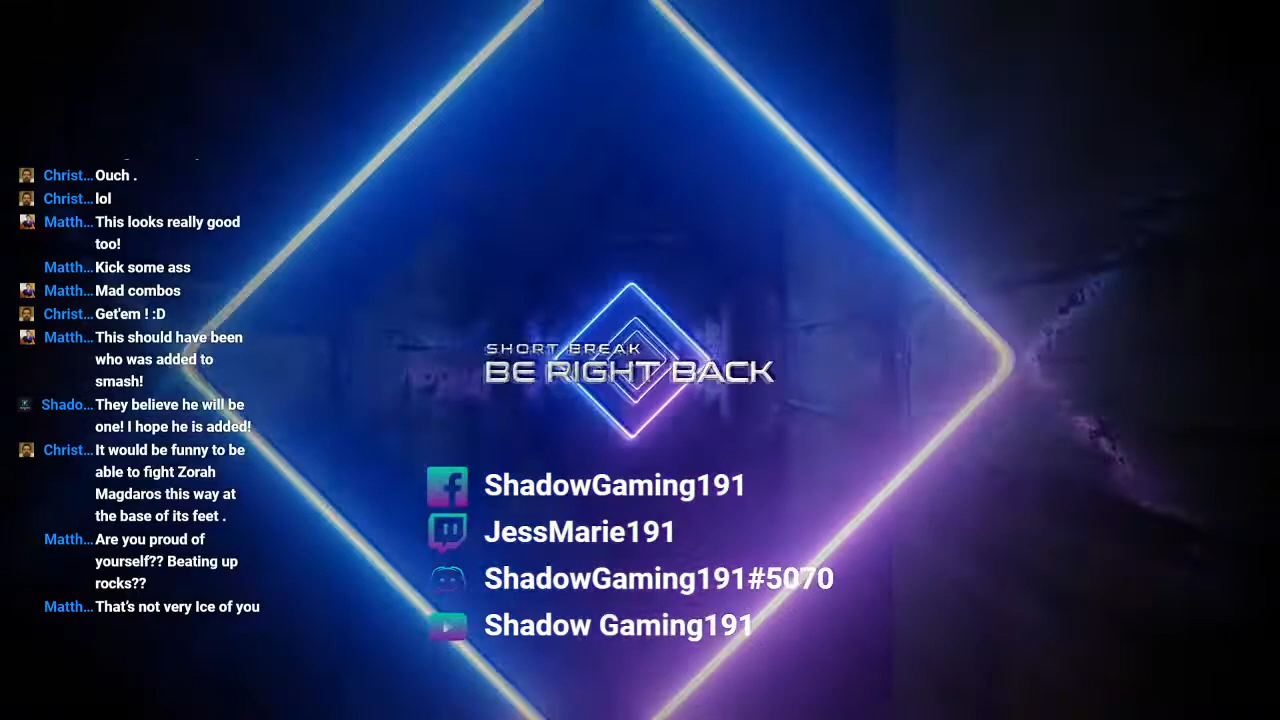 Christ... Ouch .
Christ... lol
Matth... This looks really good
too!
Matth... Kick some ass
Matth... Mad combos
Christ... Get'em ! :D
Matth... This should have been
who was added to
smash!
Shado... They believe he will be
one! I hope he is added!
Christ... It would be funny to be
able to fight Zorah
Magdaros this way at
the base of its feet .
Matth... Are you proud of
yourself?? Beating up
rocks??
Matth... That's not very Ice of you
SHORT BREAK
BE RIGHT BACK
ShadowGaming191
JessMarie191
ShadowGaming191#5070
Shadow Gaming191